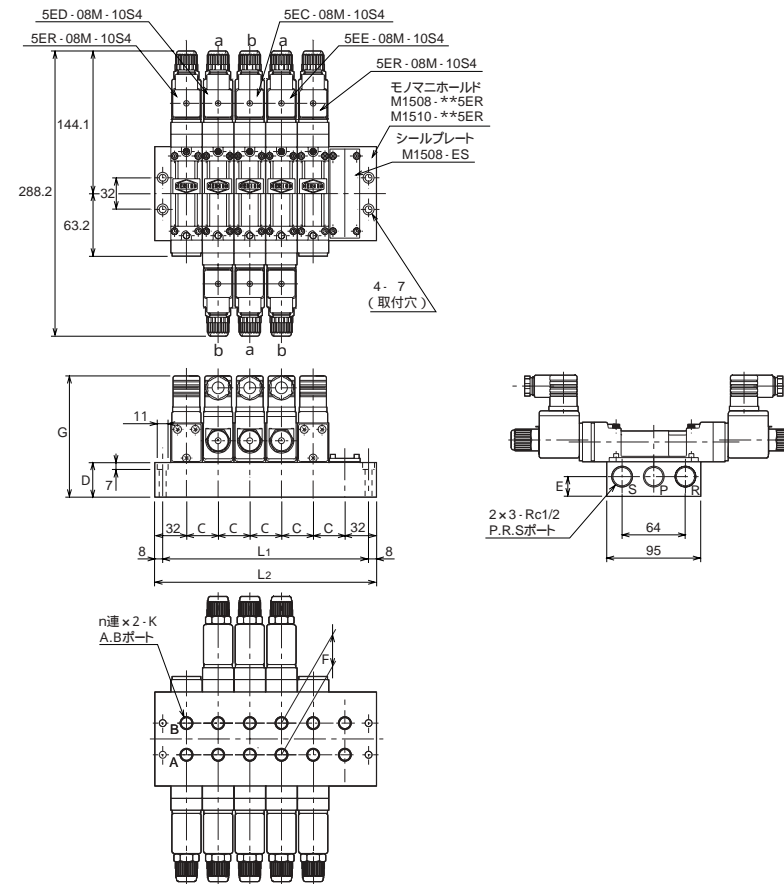 5ED-08M-10S4
5EC-08M-10S4
5ER-08M-10S4
a
b
a
5EE-08M-10S4
5ER-08M-10S4
モノマニホールド
M1508-**5ER
M1510-**5ER
シールプレート
M1508-ES
144.1
288.2
32
63.2
4- 7
(取付穴)
b
a
b
G
11
D
7
32
C
C
C
C
C
32
8
L1
8
L2
E
S
P
R
2×3-Rc1/2
P.R.Sポート
64
95
n連×2-K
A.Bポート
F
B
A